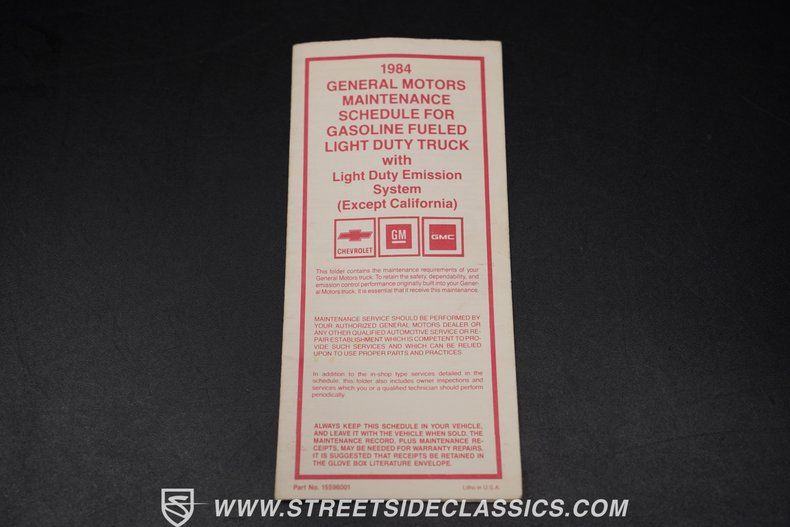 1984
GENERAL MOTORS
MAINTENANCE
SCHEDULE FOR
GASOLINE FUELED
LIGHT DUTY TRUCK
with
Light Duty Emission
System
(Except California)
CHEVROLET
GM
GMC
This folder contains the maintenance requirements of your
General Motors truck. To retain the safety, dependability, and
emission control performance originally built into your Gener-
al Motors truck, it is essential that it receive this maintenance.
MAINTENANCE SERVICE SHOULD BE PERFORMED BY
YOUR AUTHORIZED GENERAL MOTORS DEALER OR
ANY OTHER QUALIFIED AUTOMOTIVE SERVICE OR RE-
PAIR ESTABLISHMENT WHICH IS COMPETENT TO PRO-
VIDE SUCH SERVICES AND WHICH CAN BE RELIED
UPON TO USE PROPER PARTS AND PRACTICES.
In addition to the in-shop type services detailed in the
schedule, this folder also includes owner inspections and
services which you or a qualified technician should perform
periodically.
ALWAYS KEEP THIS SCHEDULE IN YOUR VEHICLE,
AND LEAVE IT WITH THE VEHICLE WHEN SOLD. THE
MAINTENANCE RECORD, PLUS MAINTENANCE RE-
CEIPTS, MAY BE NEEDED FOR WARRANTY REPAIRS.
IT IS SUGGESTED THAT RECEIPTS BE RETAINED IN
THE GLOVE BOX LITERATURE ENVELOPE.
Part No. 15598001
Litho in U.S.A.
WWW.STREETSIDECLASSICS.COM